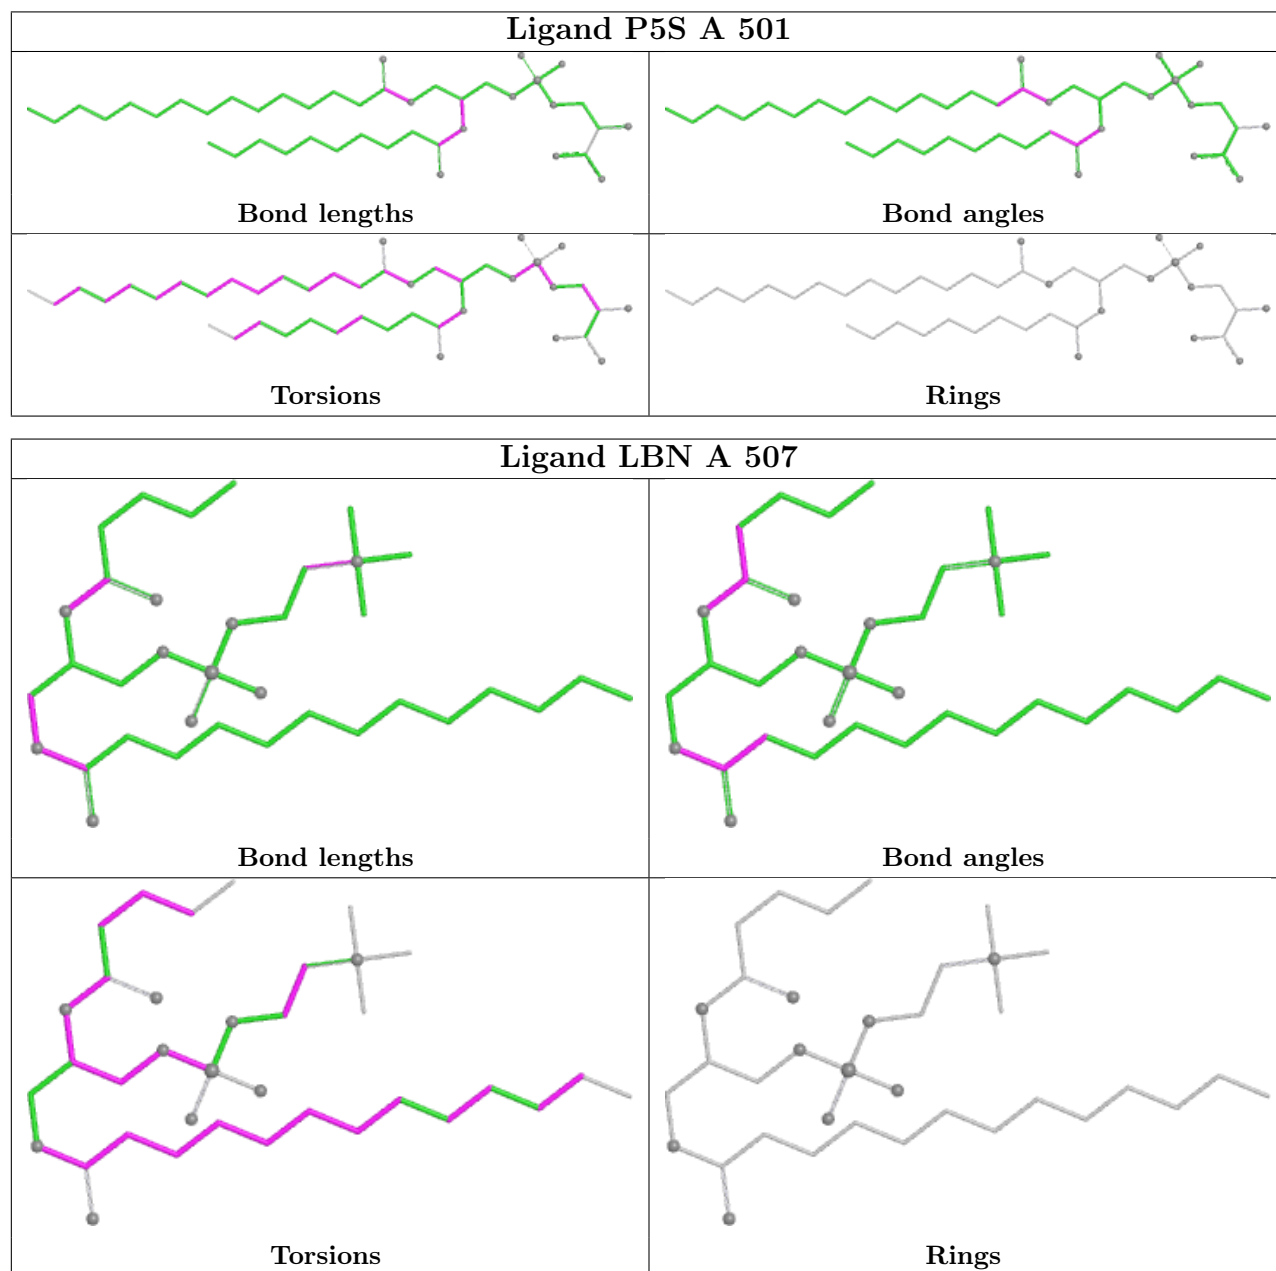 Ligand P5S A 501
Bond lengths
Bond angles
Torsions
Rings
Ligand LBN A 507
Bond lengths
Bond angles
Torsions
Rings